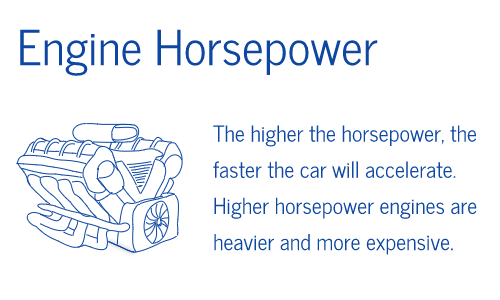 Engine Horsepower
The higher the horsepower, the
faster the car will accelerate.
Higher horsepower engines are
heavier and more expensive.